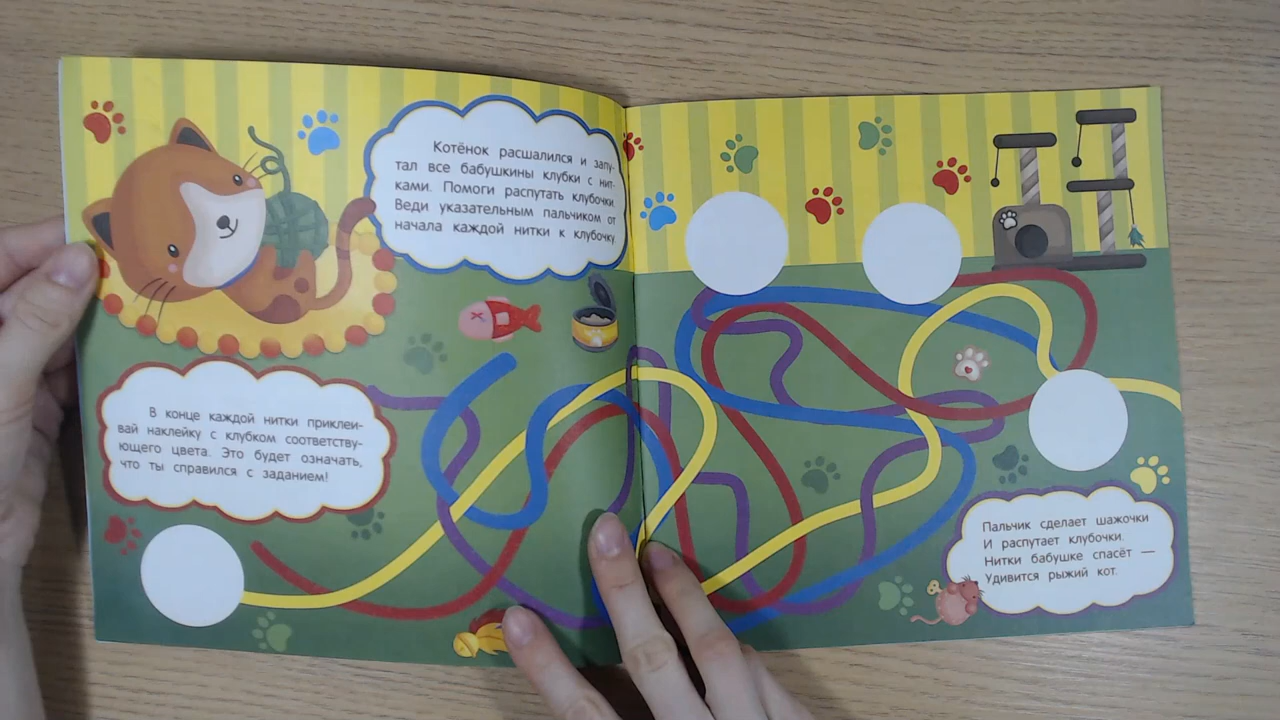 Котёнок расшалился и запу-
тал все бабушкины клубки с нит-
ками. Помоги распутать клубочки.
Веди указательным пальчиком от
начала каждой нитки к клубочку.
В конце каждой нитки приклеи-
вай наклейку с клубком соответству-
ющего цвета. Это будет означать,
что ты справился с заданием!
Пальчик сделает шажочки
И распутает клубочки.
Нитки бабушке спасёт —
Удивится рыжий кот.